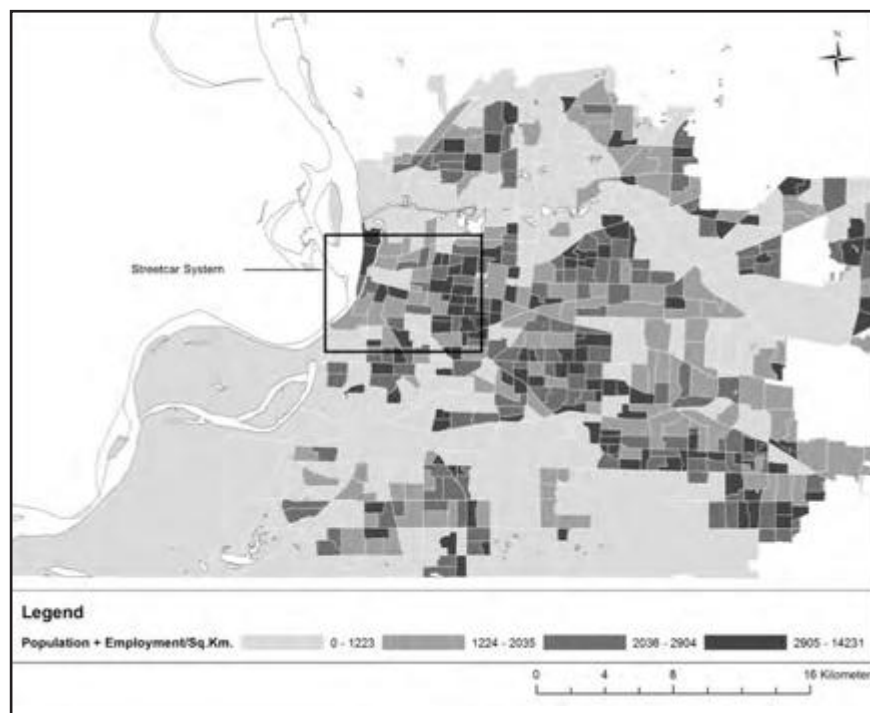 N
Streetcar System
Legend
Population + Employment/Sq.Km. 0 - 1223 1224 - 2035 2036 - 2904 2905 - 14231
0 4 8 16 Kilometers